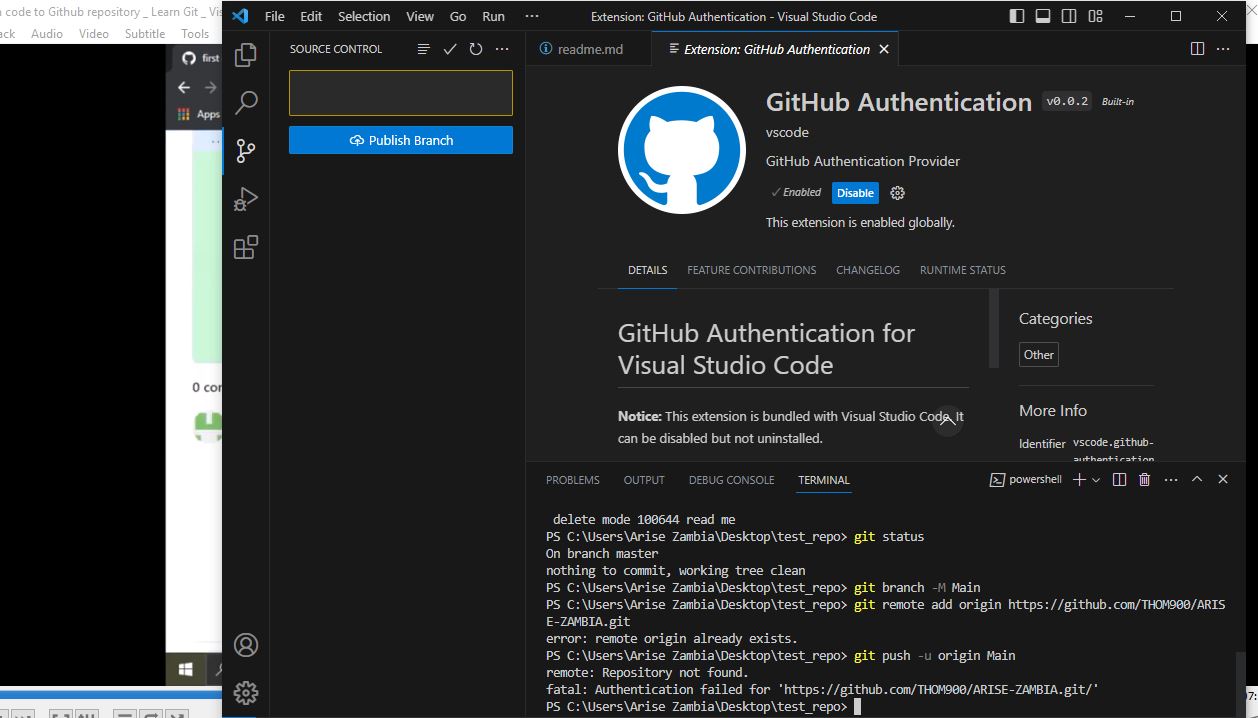 code to Github repository _ Learn Git _ Vis
ack Audio Video Subtitle Tools
first
Apps
0 cor
File Edit Selection View Go Run ···
Extension: GitHub Authentication - Visual Studio Code
SOURCE CONTROL
Publish Branch
readme.md
Extension: GitHub Authentication
GitHub Authentication v0.0.2 Built-in
vscode
GitHub Authentication Provider
Enabled Disable
This extension is enabled globally.
DETAILS FEATURE CONTRIBUTIONS CHANGELOG RUNTIME STATUS
GitHub Authentication for
Visual Studio Code
Notice: This extension is bundled with Visual Studio Code. It
can be disabled but not uninstalled.
Categories
Other
More Info
Identifier vscode.github-
authentication
PROBLEMS OUTPUT DEBUG CONSOLE TERMINAL
powershell
delete mode 100644 read me
PS C:\Users\Arise Zambia\Desktop\test_repo> git status
On branch master
nothing to commit, working tree clean
PS C:\Users\Arise Zambia\Desktop\test_repo> git branch -M Main
PS C:\Users\Arise Zambia\Desktop\test_repo> git remote add origin https://github.com/THOM900/ARIS
E-ZAMBIA.git
error: remote origin already exists.
PS C:\Users\Arise Zambia\Desktop\test_repo> git push -u origin Main
remote: Repository not found.
fatal: Authentication failed for 'https://github.com/THOM900/ARISE-ZAMBIA.git/'
PS C:\Users\Arise Zambia\Desktop\test_repo>